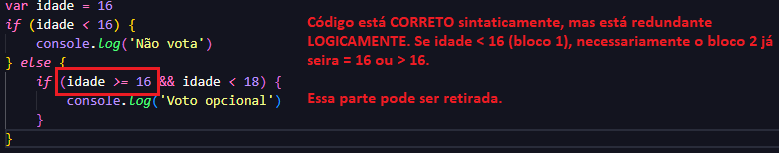 var idade = 16
if (idade < 16) {
    console.log('Não vota')
} else {
    if (idade >= 16 && idade < 18) {
        console.log('Voto opcional')
    }
}
Código está CORRETO sintaticamente, mas está redundante
LOGICAMENTE. Se idade < 16 (bloco 1), necessariamente o bloco 2 já
seira = 16 ou > 16.
Essa parte pode ser retirada.